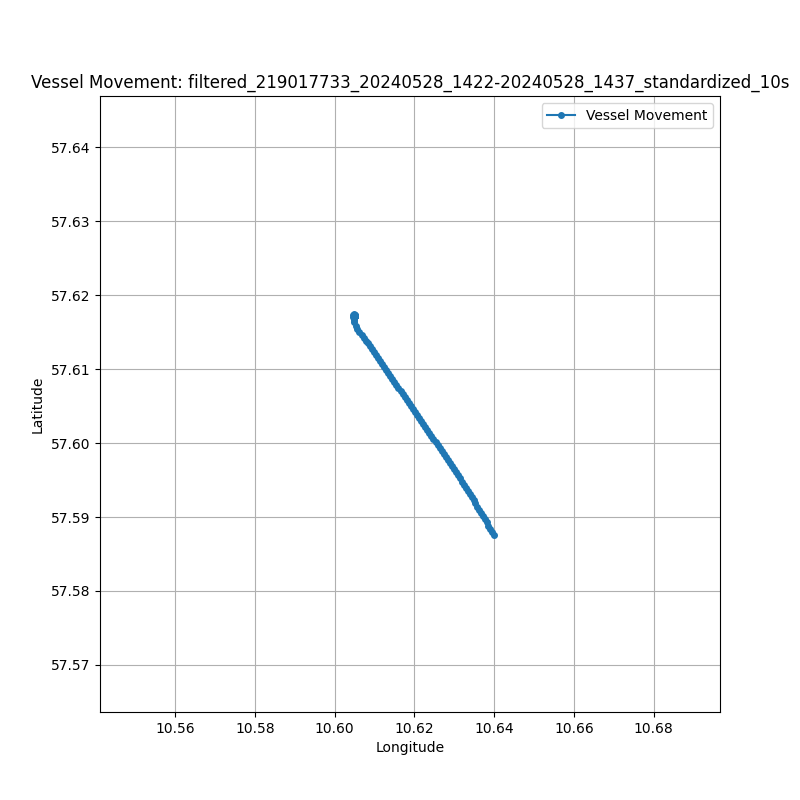 Vessel Movement: filtered_219017733_20240528_1422-20240528_1437_standardized_10s
Vessel Movement
57.64
57.63
57.62
57.61
57.60
57.59
57.58
57.57
Latitude
10.56 10.58 10.60 10.62 10.64 10.66 10.68
Longitude